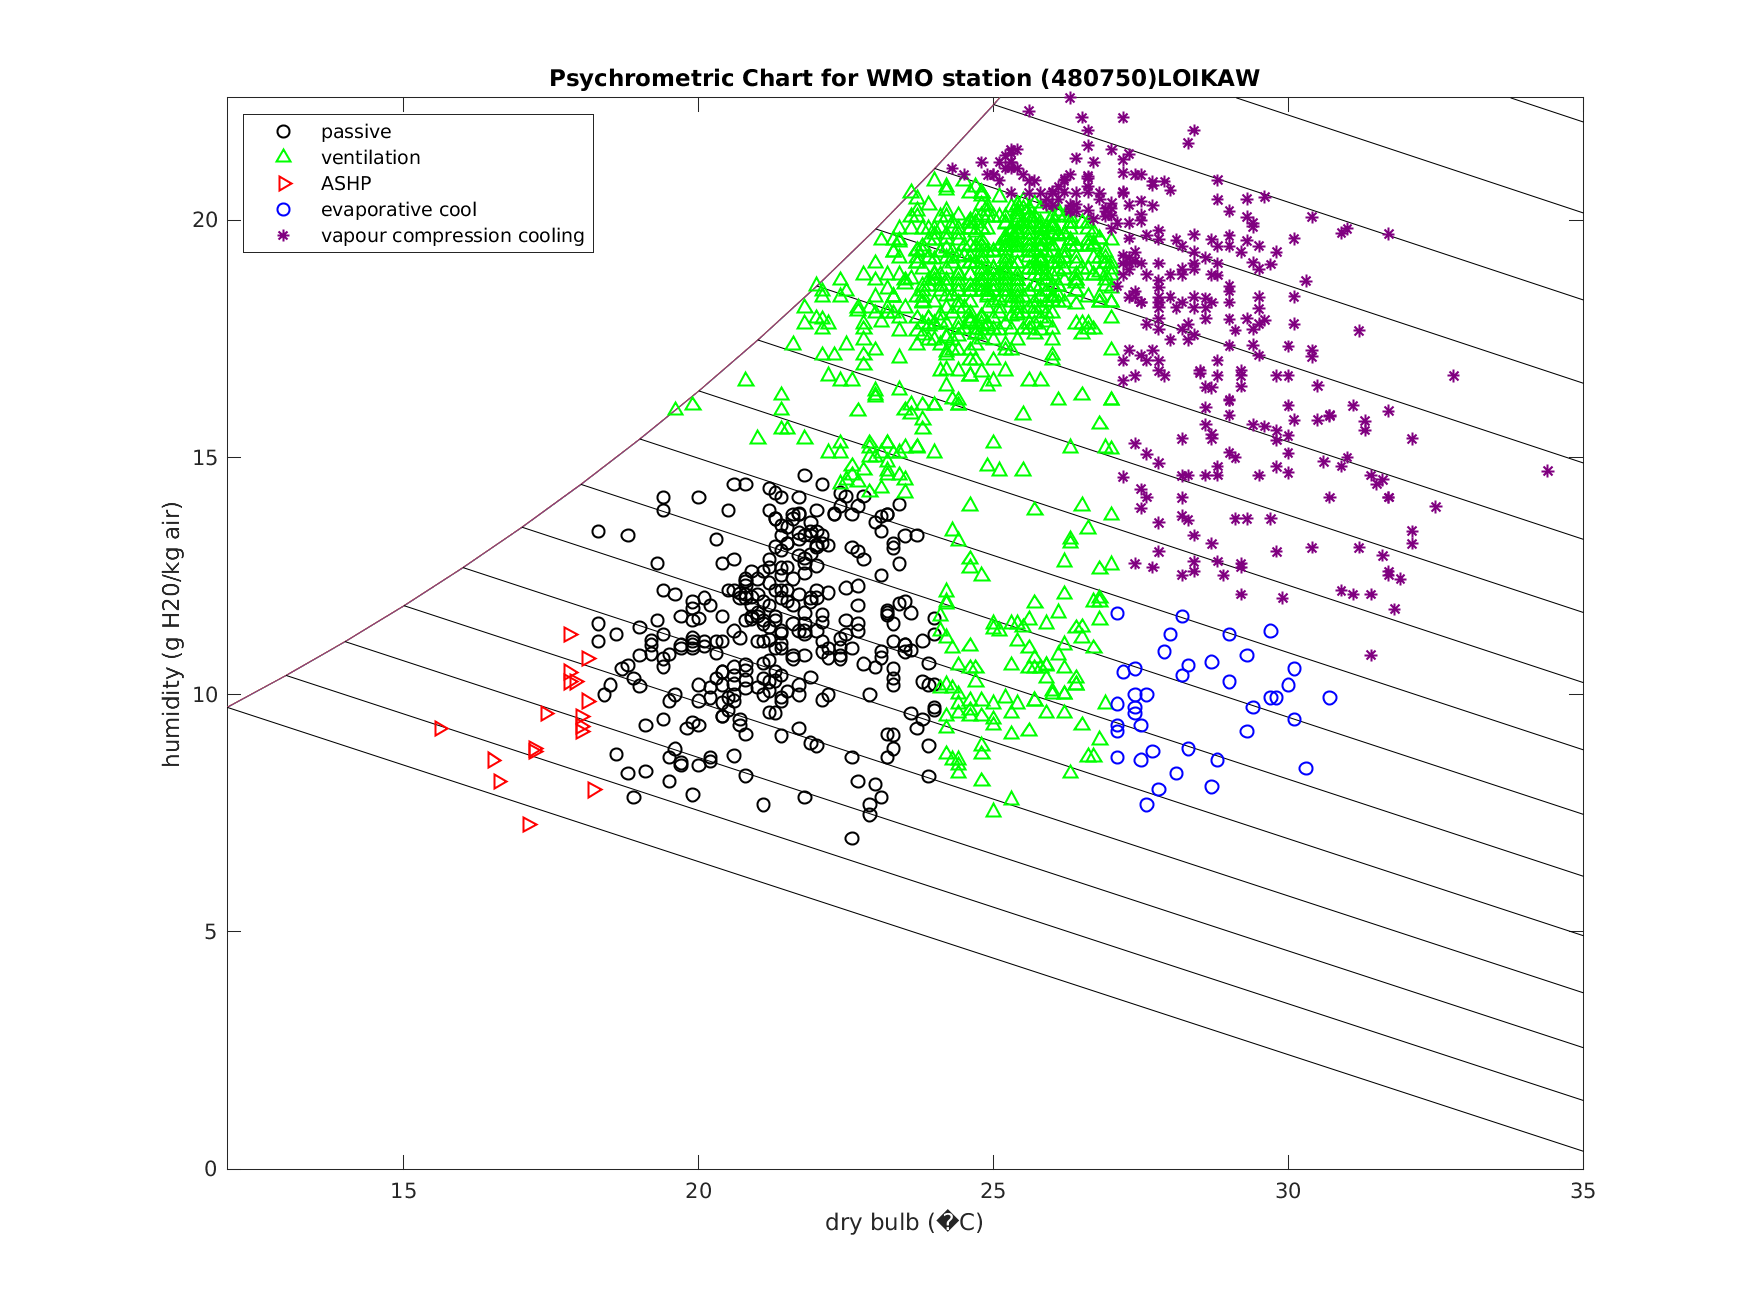 Psychrometric Chart for WMO station (480750)LOIKAW
passive
ventilation
ASHP
evaporative cool
vapour compression cooling
humidity (g H20/kg air)
20
15
10
5
0
15 20 25 30 35
dry bulb (�C)